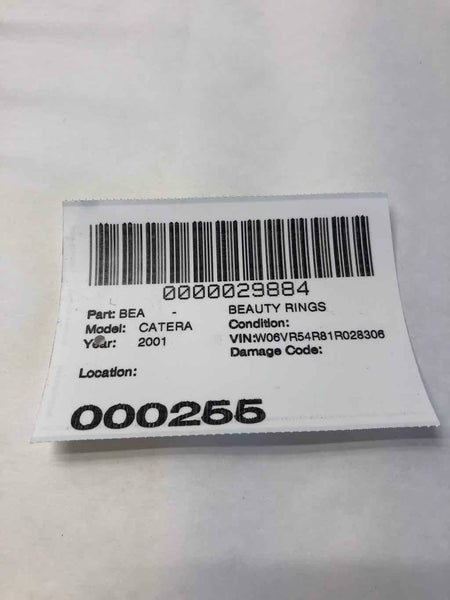 0000029884
Part: BEA - BEAUTY RINGS
Model: CATERA Condition:
Year: 2001 VIN:W06VR54R81R028306
Damage Code:
Location:
000255